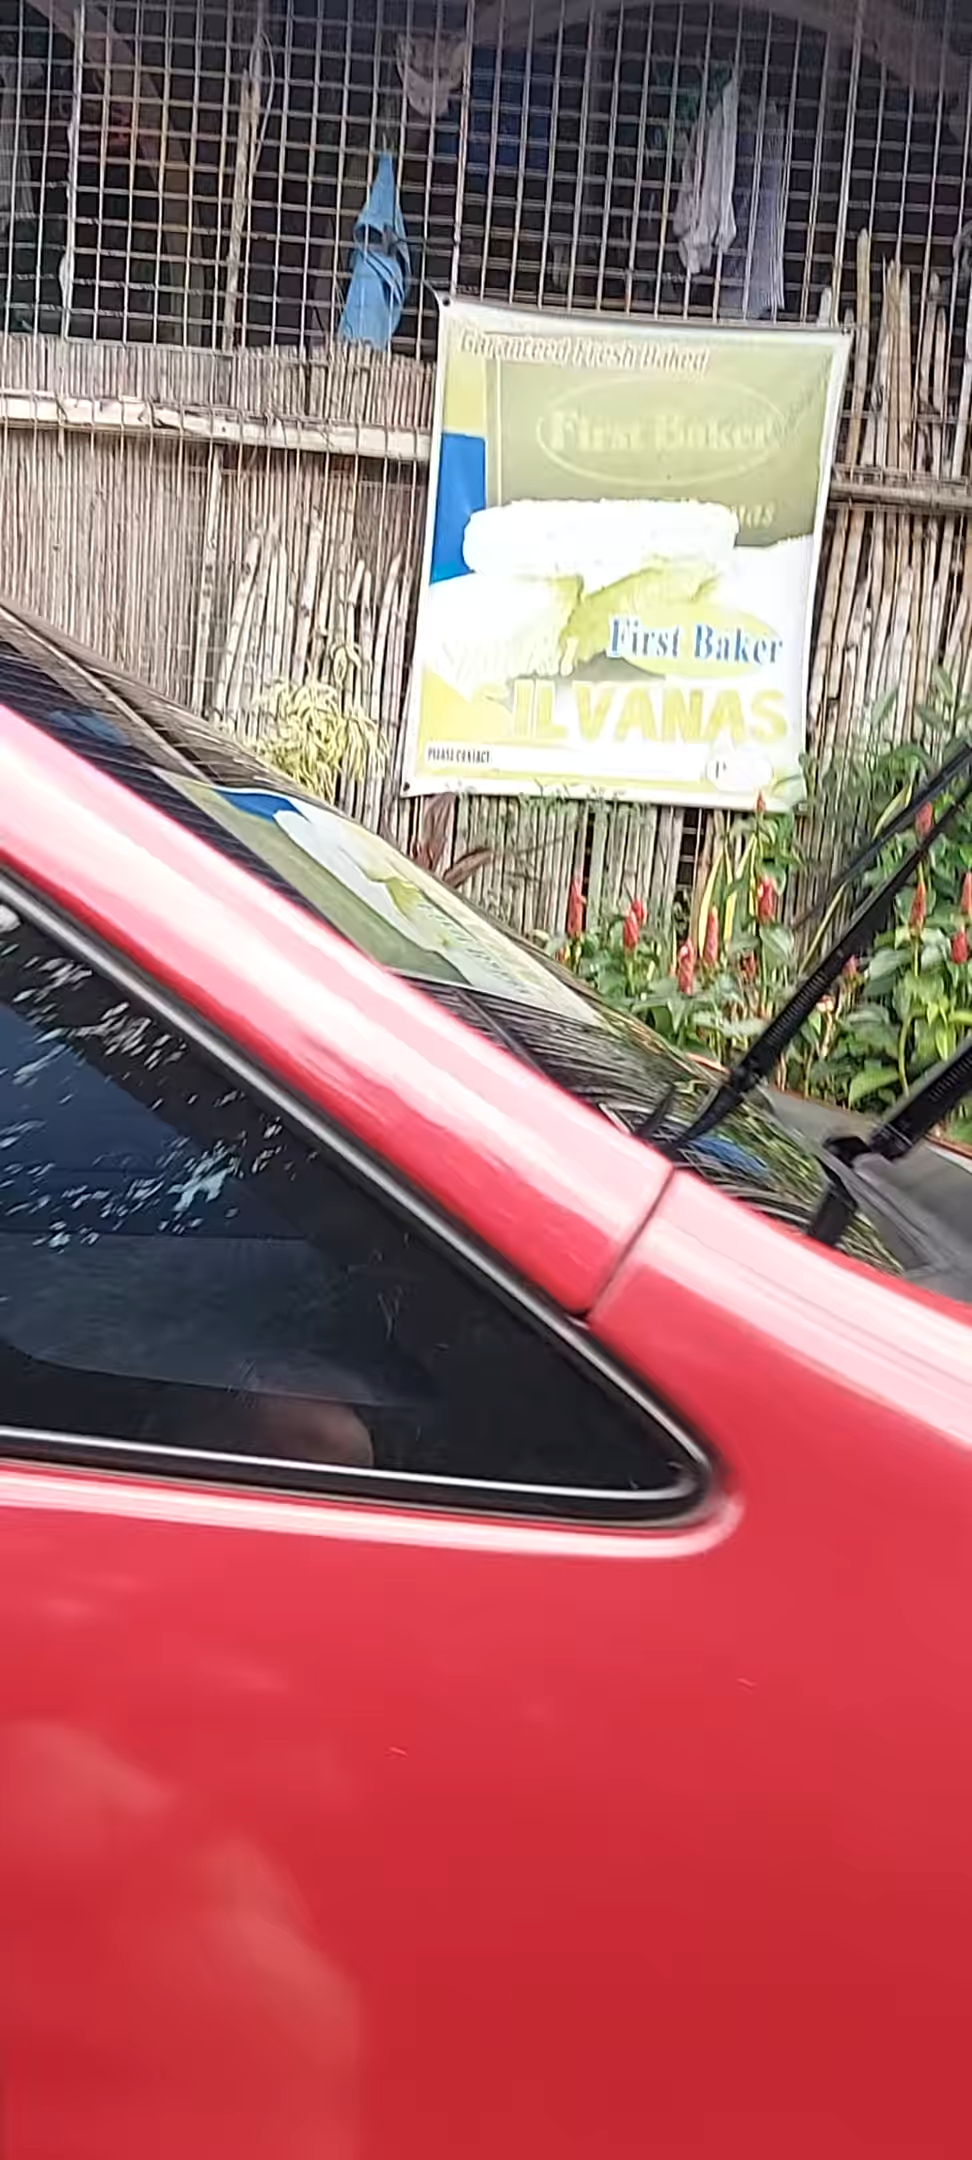 Garanteed Fresh Baked
First Baker
First Baker
ILVANAS
PLEASE CONTACT